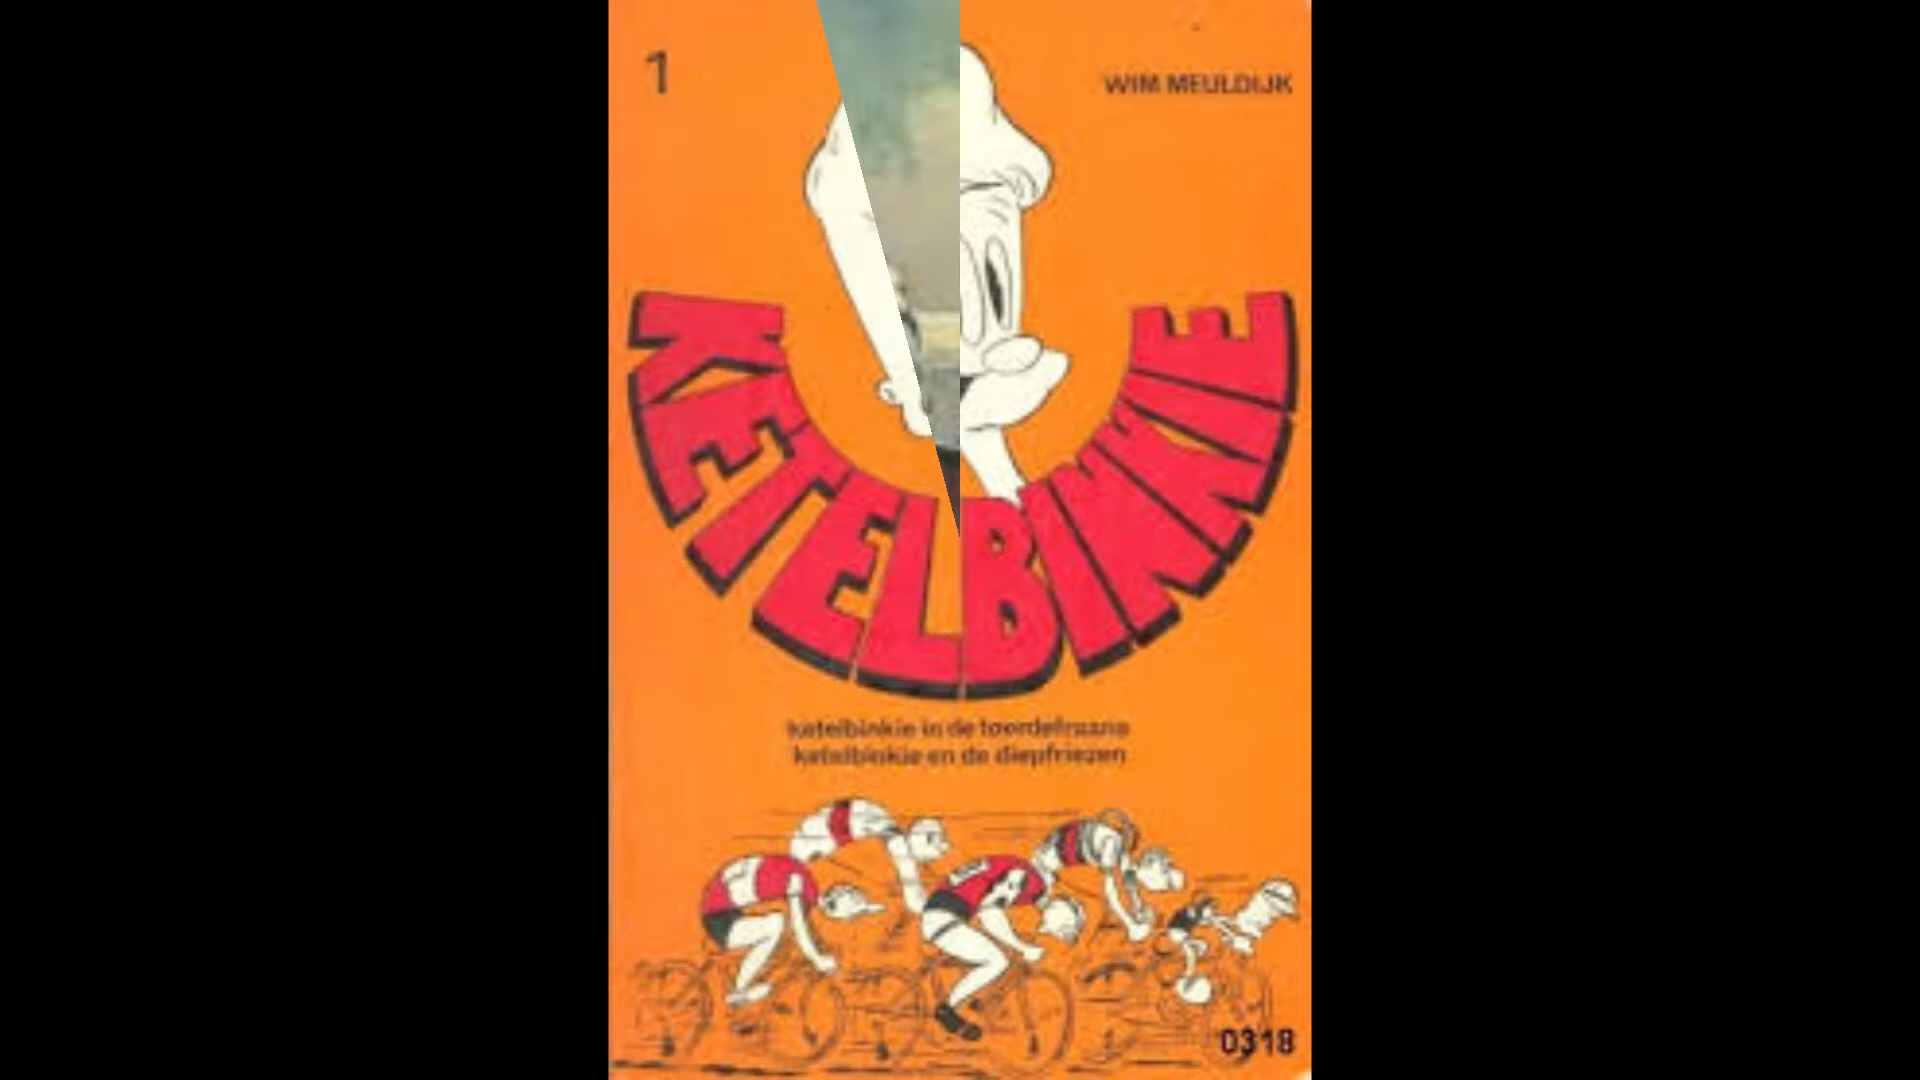 1
WIM MEULDIJK
KETELBINKIE
ketelbinkie in de toerdefraans
ketelbinkie en de diepfriezen
0318